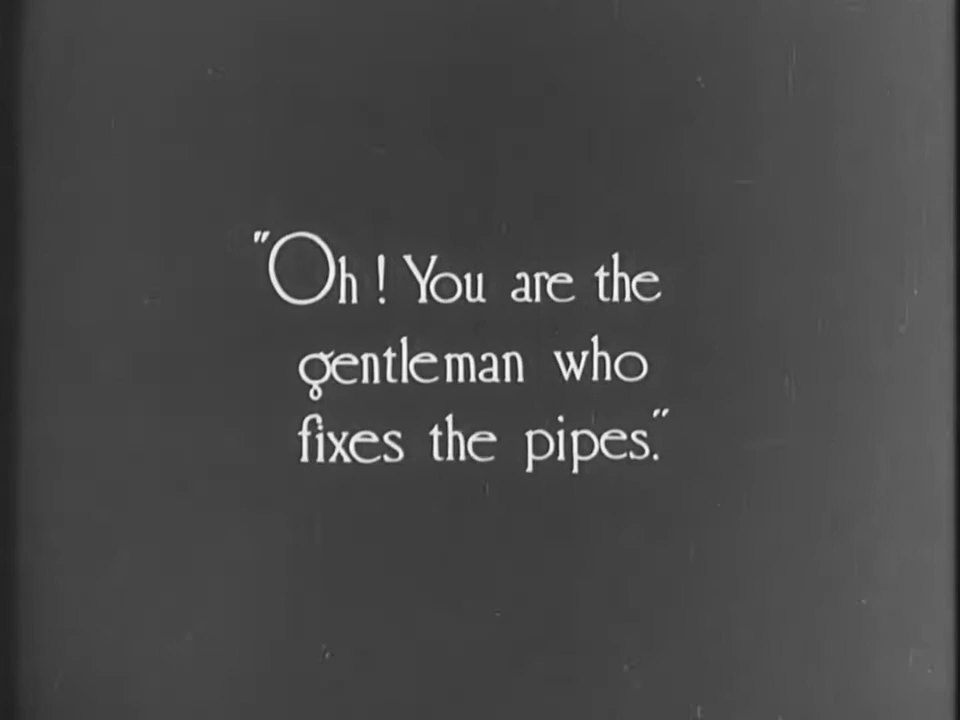 "Oh! You are the
gentleman who
fixes the pipes."